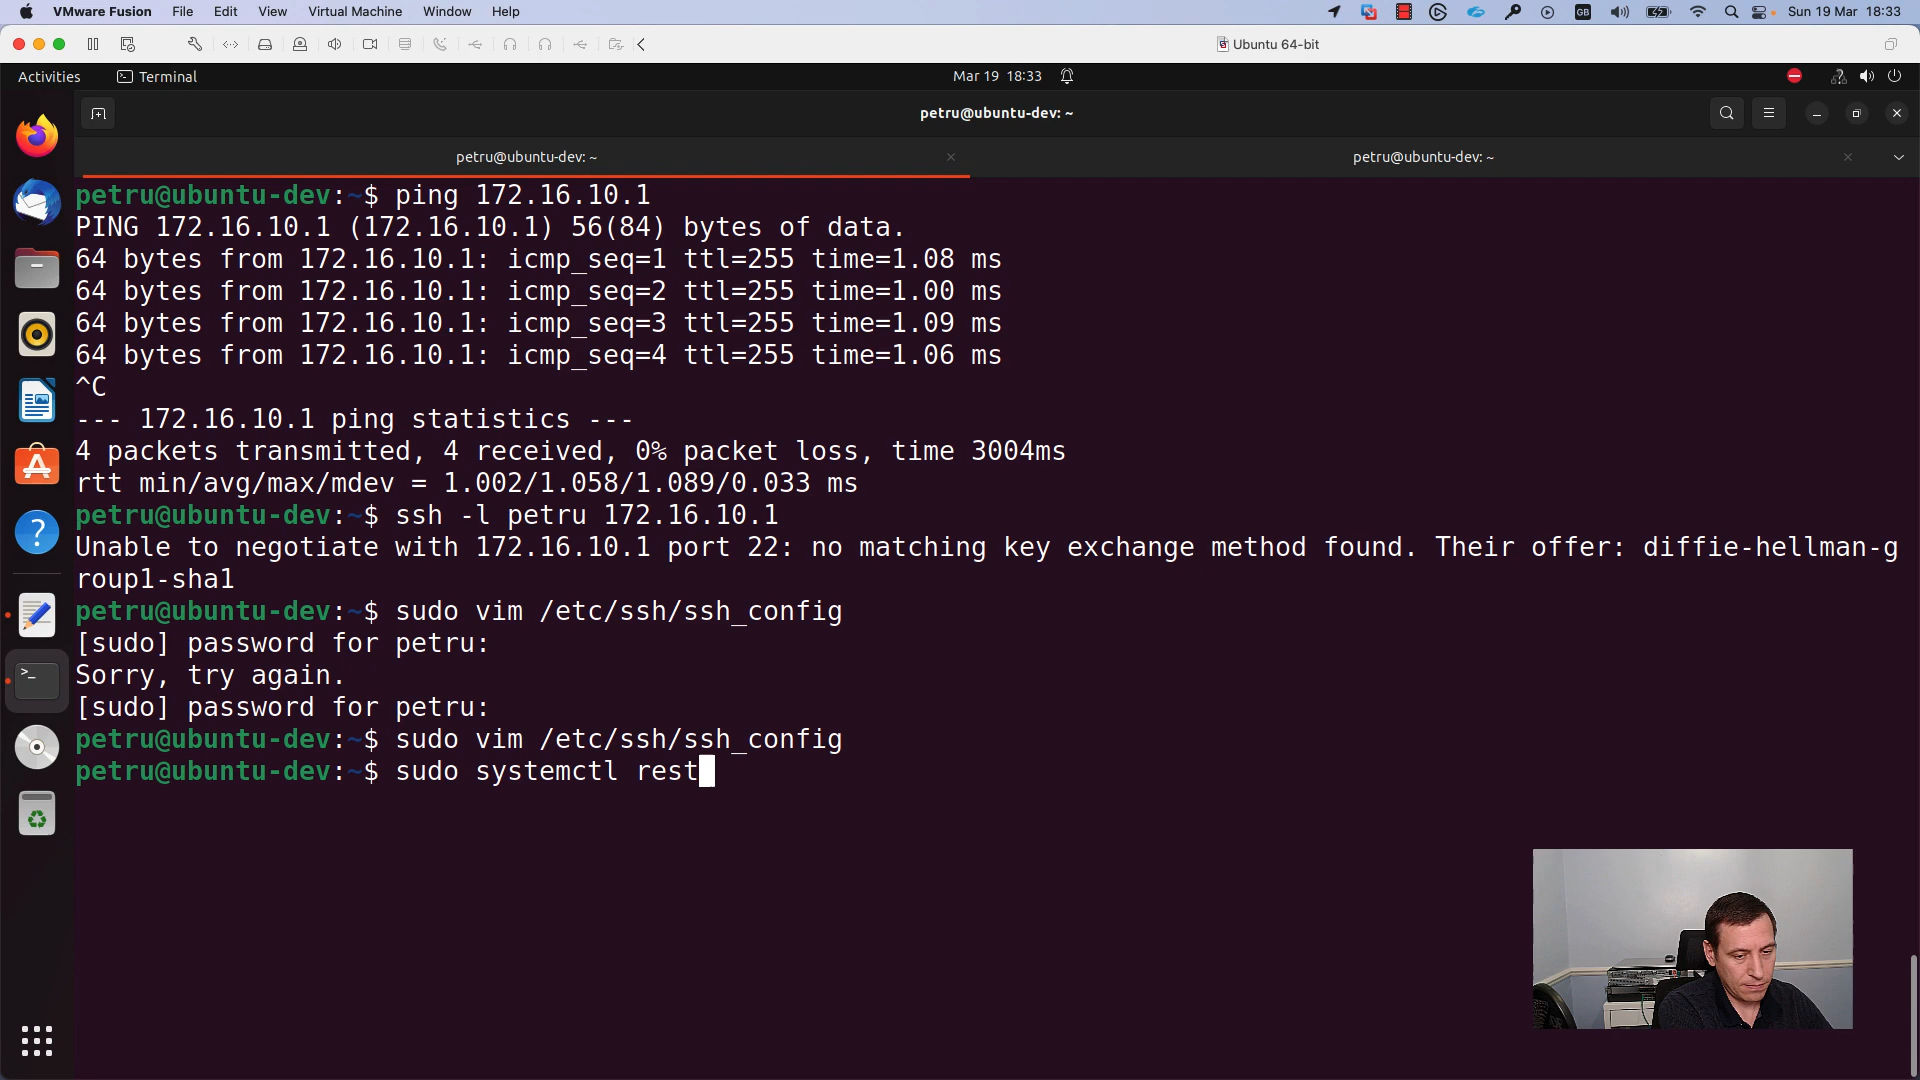 VMware Fusion File Edit View Virtual Machine Window Help
GB
Sun 19 Mar 18:33
Ubuntu 64-bit
Activities Terminal
Mar 19 18:33
petru@ubuntu-dev: ~
petru@ubuntu-dev: ~
petru@ubuntu-dev: ~
petru@ubuntu-dev:~$ ping 172.16.10.1
PING 172.16.10.1 (172.16.10.1) 56(84) bytes of data.
64 bytes from 172.16.10.1: icmp_seq=1 ttl=255 time=1.08 ms
64 bytes from 172.16.10.1: icmp_seq=2 ttl=255 time=1.00 ms
64 bytes from 172.16.10.1: icmp_seq=3 ttl=255 time=1.09 ms
64 bytes from 172.16.10.1: icmp_seq=4 ttl=255 time=1.06 ms
^C
--- 172.16.10.1 ping statistics ---
4 packets transmitted, 4 received, 0% packet loss, time 3004ms
rtt min/avg/max/mdev = 1.002/1.058/1.089/0.033 ms
petru@ubuntu-dev:~$ ssh -l petru 172.16.10.1
Unable to negotiate with 172.16.10.1 port 22: no matching key exchange method found. Their offer: diffie-hellman-g
roup1-sha1
petru@ubuntu-dev:~$ sudo vim /etc/ssh/ssh_config
[sudo] password for petru:
Sorry, try again.
[sudo] password for petru:
petru@ubuntu-dev:~$ sudo vim /etc/ssh/ssh_config
petru@ubuntu-dev:~$ sudo systemctl rest